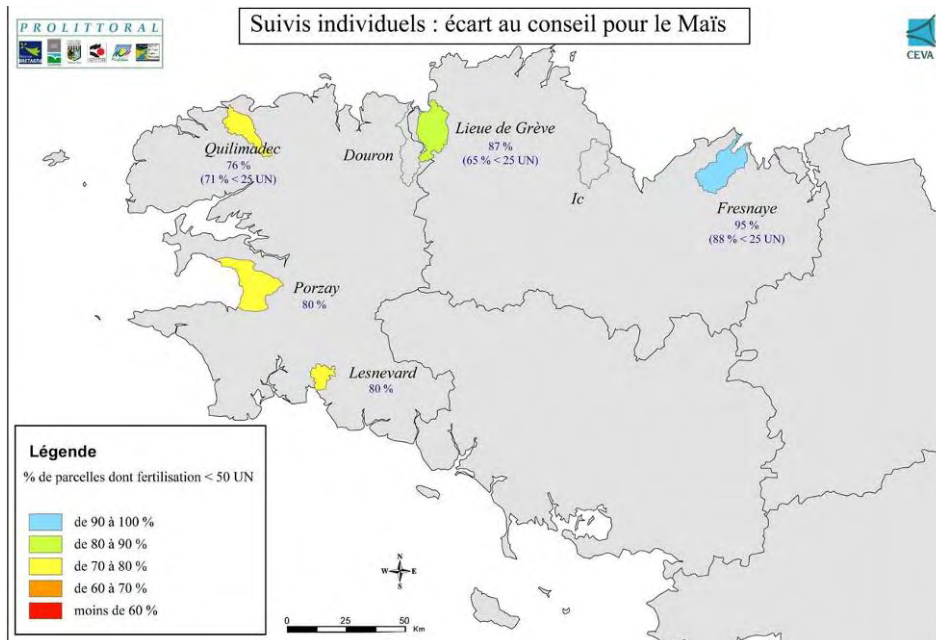 PROLITTORAL
BRETAGNE
Suivis individuels : écart au conseil pour le Maïs
CEVA
Quilimadec
76 %
(71 % < 25 UN)
Douron
Lieue de Grève
87 %
(65 % < 25 UN)
Ic
Fresnaye
95 %
(88 % < 25 UN)
Porzay
80 %
Lesnevard
80 %
Légende
% de parcelles dont fertilisation < 50 UN
de 90 à 100 %
de 80 à 90 %
de 70 à 80 %
de 60 à 70 %
moins de 60 %
N
W E
S
0 25 50
Km